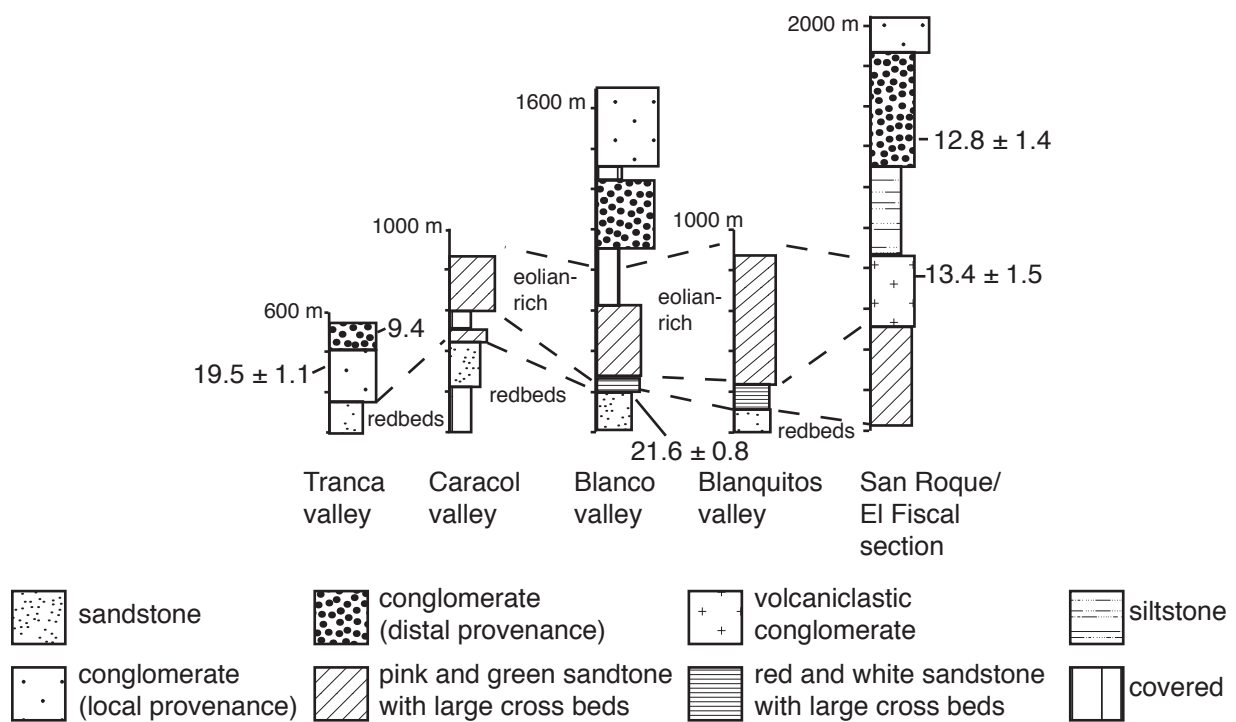 2000 m
1600 m
12.8 ± 1.4
1000 m
1000 m
eolian-
rich
eolian-
rich
13.4 ± 1.5
600 m
9.4
19.5 ± 1.1
redbeds
redbeds
redbeds
21.6 ± 0.8
Tranca
valley
Caracol
valley
Blanco
valley
Blanquitos
valley
San Roque/
El Fiscal
section
sandstone
conglomerate
(distal provenance)
volcaniclastic
conglomerate
siltstone
conglomerate
(local provenance)
pink and green sandtone
with large cross beds
red and white sandstone
with large cross beds
covered